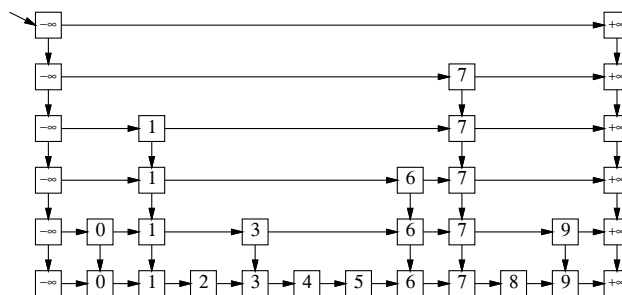 −∞ +∞
−∞ 7 +∞
−∞ 1 7 +∞
−∞ 1 6 7 +∞
−∞ 0 1 3 6 7 9 +∞
−∞ 0 1 2 3 4 5 6 7 8 9 +∞